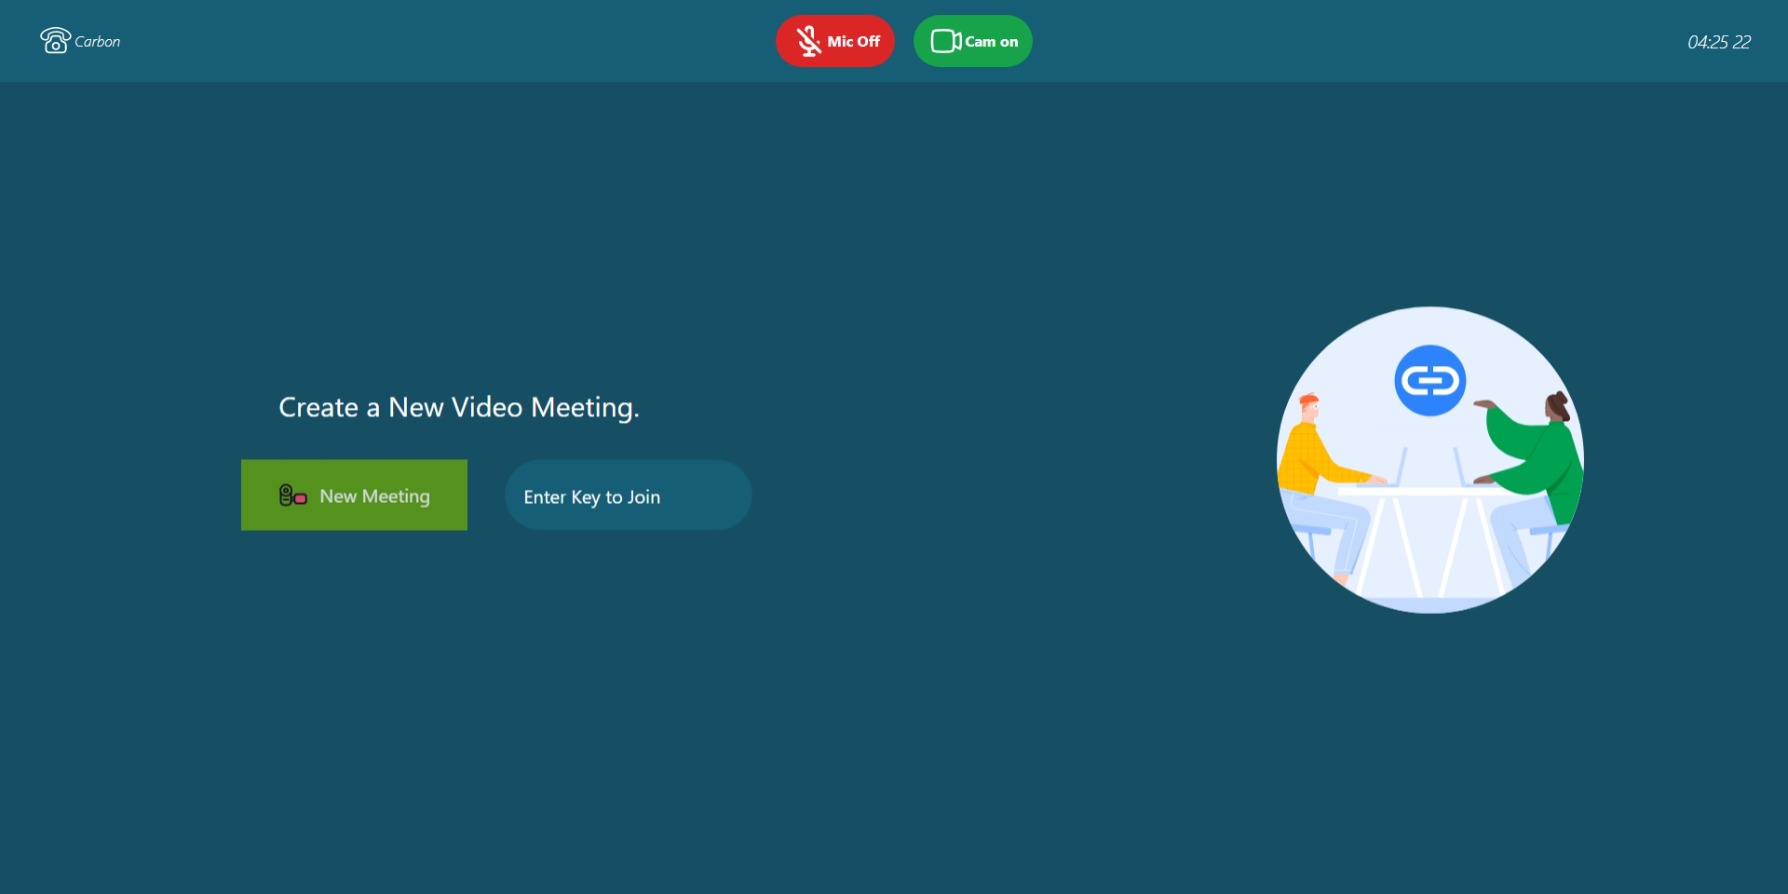 Carbon
Mic Off
Cam on
04:25 22
Create a New Video Meeting.
New Meeting
Enter Key to Join